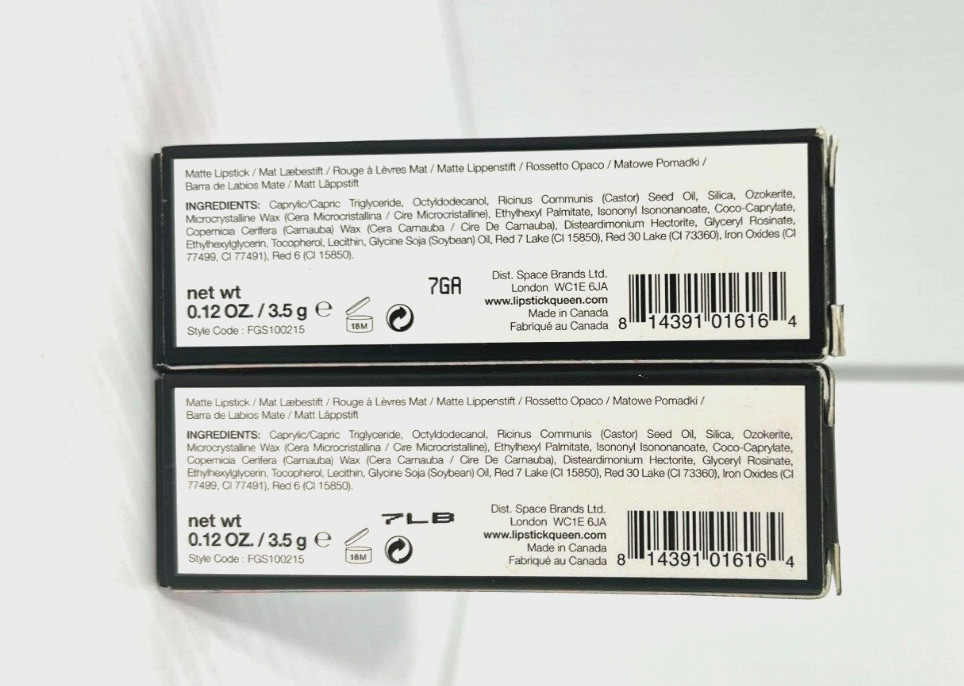 Matte Lipstick / Mat Læbestift / Rouge à Lèvres Mat / Matte Lippenstift / Rossetto Opaco / Matowe Pomadki /
Barra de Labios Mate / Matt Läppstift
INGREDIENTS: Caprylic/Capric Triglyceride, Octyldodecanol, Ricinus Communis (Castor) Seed Oil, Silica, Ozokerite,
Microcrystalline Wax (Cera Microcristallina / Cire Microcristalline), Ethylhexyl Palmitate, Isononyl Isononanoate, Coco-Caprylate,
Copernicia Cerifera (Carnauba) Wax (Cera Carnauba / Cire De Carnauba), Disteardimonium Hectorite, Glyceryl Rosinate,
Ethylhexylglycerin, Tocopherol, Lecithin, Glycine Soja (Soybean) Oil, Red 7 Lake (CI 15850), Red 30 Lake (CI 73360), Iron Oxides (CI
77499, CI 77491), Red 6 (CI 15850).
net wt
0.12 OZ. / 3.5 g ℮
Style Code : FGS100215
18M
7GA
Dist. Space Brands Ltd.
London WC1E 6JA
www.lipstickqueen.com
Made in Canada
Fabriqué au Canada
8 14391 01616 4
Matte Lipstick / Mat Læbestift / Rouge à Lèvres Mat / Matte Lippenstift / Rossetto Opaco / Matowe Pomadki /
Barra de Labios Mate / Matt Läppstift
INGREDIENTS: Caprylic/Capric Triglyceride, Octyldodecanol, Ricinus Communis (Castor) Seed Oil, Silica, Ozokerite,
Microcrystalline Wax (Cera Microcristallina / Cire Microcristalline), Ethylhexyl Palmitate, Isononyl Isononanoate, Coco-Caprylate,
Copernicia Cerifera (Carnauba) Wax (Cera Carnauba / Cire De Carnauba), Disteardimonium Hectorite, Glyceryl Rosinate,
Ethylhexylglycerin, Tocopherol, Lecithin, Glycine Soja (Soybean) Oil, Red 7 Lake (CI 15850), Red 30 Lake (CI 73360), Iron Oxides (CI
77499, CI 77491), Red 6 (CI 15850).
net wt
0.12 OZ. / 3.5 g ℮
Style Code : FGS100215
18M
7LB
Dist. Space Brands Ltd.
London WC1E 6JA
www.lipstickqueen.com
Made in Canada
Fabriqué au Canada
8 14391 01616 4